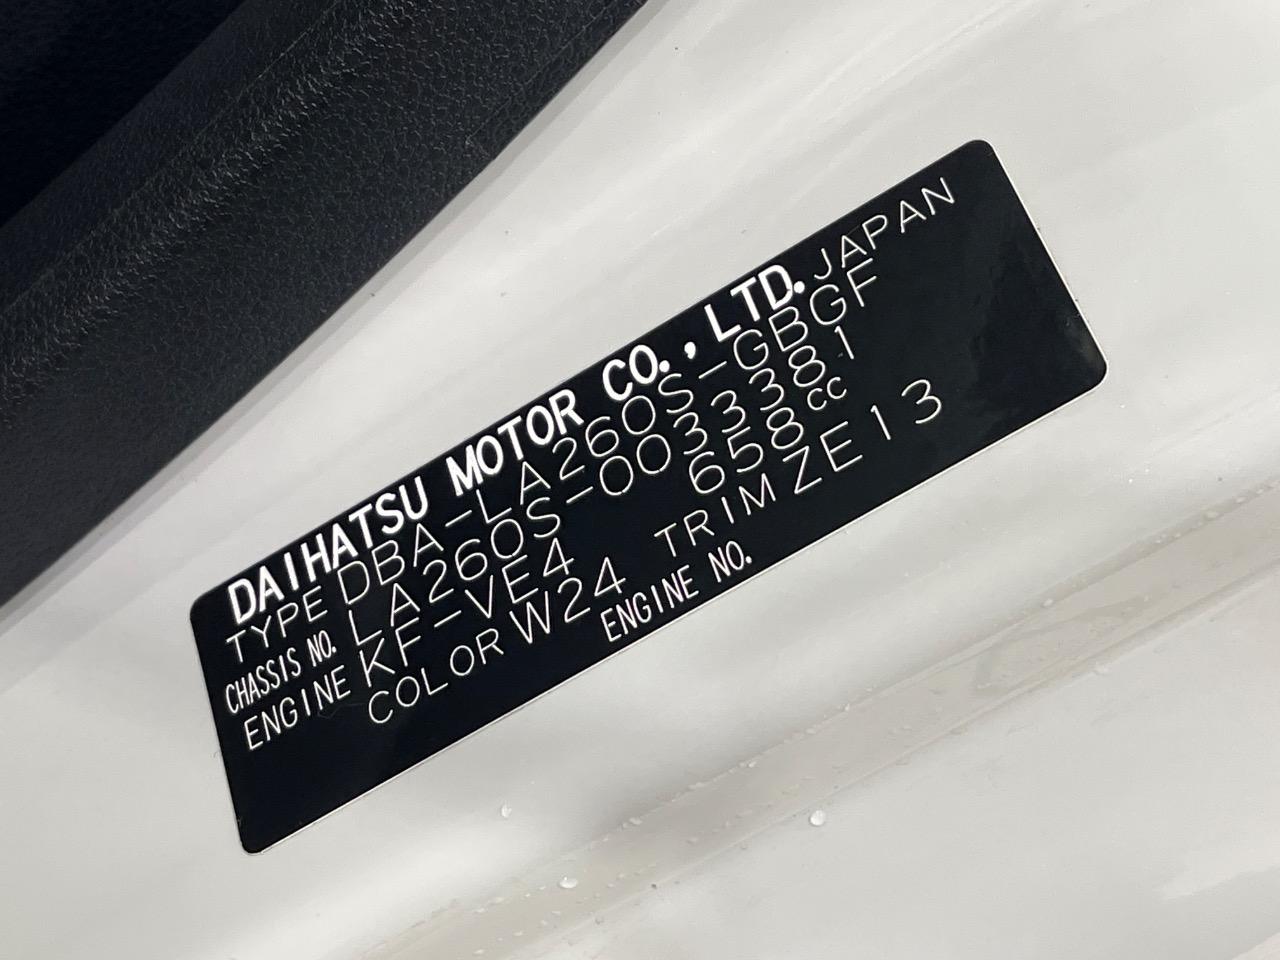 DAIHATSU MOTOR CO., LTD. JAPAN
TYPE DBA-LA260S-GBGF
CHASSIS NO. LA260S-0033381
ENGINE KF-VE4 658cc
COLOR W24 TRIM ZE13
ENGINE NO.